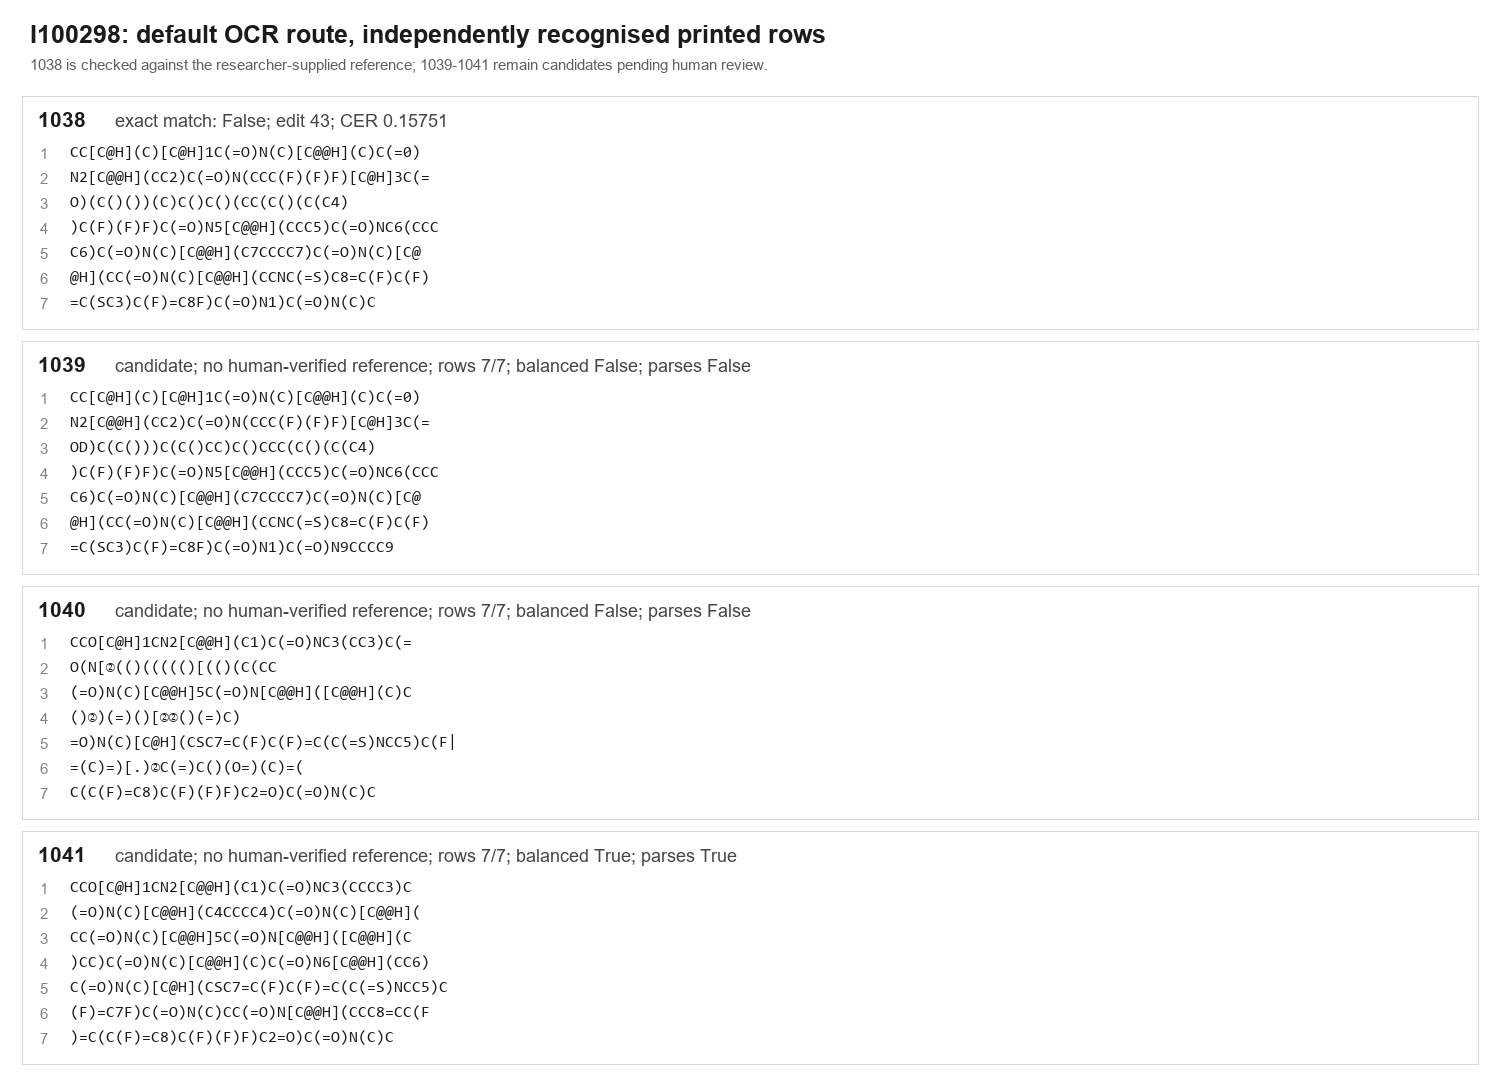 I100298: default OCR route, independently recognised printed rows
1038 is checked against the researcher-supplied reference; 1039-1041 remain candidates pending human review.
1038 exact match: False; edit 43; CER 0.15751
1 CC[C@H](C)[C@H]1C(=O)N(C)[C@@H](C)C(=0)
2 N2[C@@H](CC2)C(=O)N(CCC(F)(F)F)[C@H]3C(=
3 O)(C()())(C)C()C()(CC(C()(C(C4)
4 )C(F)(F)F)C(=O)N5[C@@H](CCC5)C(=O)NC6(CCC
5 C6)C(=O)N(C)[C@@H](C7CCCC7)C(=O)N(C)[C@
6 @H](CC(=O)N(C)[C@@H](CCNC(=S)C8=C(F)C(F)
7 =C(SC3)C(F)=C8F)C(=O)N1)C(=O)N(C)C
1039 candidate; no human-verified reference; rows 7/7; balanced False; parses False
1 CC[C@H](C)[C@H]1C(=O)N(C)[C@@H](C)C(=0)
2 N2[C@@H](CC2)C(=O)N(CCC(F)(F)F)[C@H]3C(=
3 OD)C(C()))C(C()CC)C()CCC(C()(C(C4)
4 )C(F)(F)F)C(=O)N5[C@@H](CCC5)C(=O)NC6(CCC
5 C6)C(=O)N(C)[C@@H](C7CCCC7)C(=O)N(C)[C@
6 @H](CC(=O)N(C)[C@@H](CCNC(=S)C8=C(F)C(F)
7 =C(SC3)C(F)=C8F)C(=O)N1)C(=O)N9CCCC9
1040 candidate; no human-verified reference; rows 7/7; balanced False; parses False
1 CCO[C@H]1CN2[C@@H](C1)C(=O)NC3(CC3)C(=
2 O(N[②(()((((()[(()(C(CC
3 (=O)N(C)[C@@H]5C(=O)N[C@@H]([C@@H](C)C
4 ()②)(=)()[②②()(=)C)
5 =O)N(C)[C@H](CSC7=C(F)C(F)=C(C(=S)NCC5)C(F|
6 =(C)=)[.)②C(=)C()(O=)(C)=(
7 C(C(F)=C8)C(F)(F)F)C2=O)C(=O)N(C)C
1041 candidate; no human-verified reference; rows 7/7; balanced True; parses True
1 CCO[C@H]1CN2[C@@H](C1)C(=O)NC3(CCCC3)C
2 (=O)N(C)[C@@H](C4CCCC4)C(=O)N(C)[C@@H](
3 CC(=O)N(C)[C@@H]5C(=O)N[C@@H]([C@@H](C
4 )CC)C(=O)N(C)[C@@H](C)C(=O)N6[C@@H](CC6)
5 C(=O)N(C)[C@H](CSC7=C(F)C(F)=C(C(=S)NCC5)C
6 (F)=C7F)C(=O)N(C)CC(=O)N[C@@H](CCC8=CC(F
7 )=C(C(F)=C8)C(F)(F)F)C2=O)C(=O)N(C)C